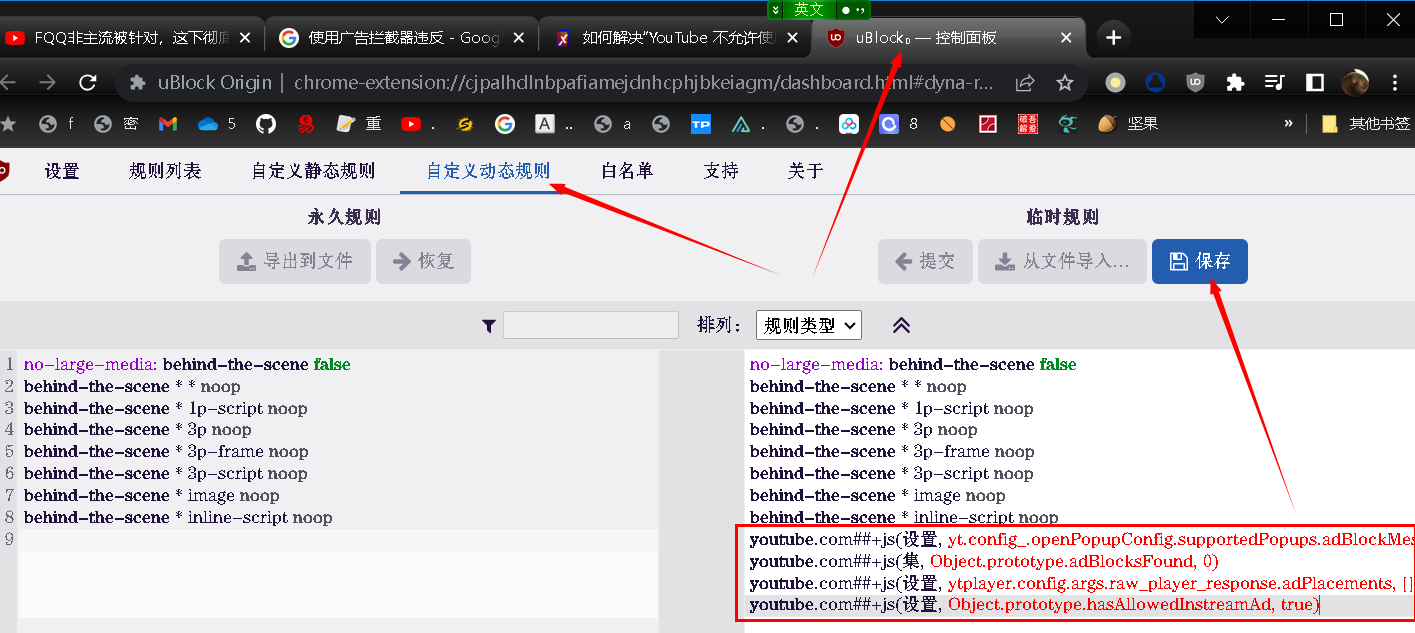 英文
FQQ非主流被针对，这下彻底
使用广告拦截器违反 - Goog
如何解决"YouTube 不允许使
uBlock₀ — 控制面板
uBlock Origin | chrome-extension://cjpalhdlnbpafiamejdnhcphjbkeiagm/dashboard.html#dyna-r...
f 密 5 重 . A .. a TP . . 8 坚果 » 其他书签
设置 规则列表 自定义静态规则 自定义动态规则 白名单 支持 关于
永久规则 临时规则
导出到文件 恢复 提交 从文件导入... 保存
排列： 规则类型
1 no-large-media: behind-the-scene false
2 behind-the-scene * * noop
3 behind-the-scene * 1p-script noop
4 behind-the-scene * 3p noop
5 behind-the-scene * 3p-frame noop
6 behind-the-scene * 3p-script noop
7 behind-the-scene * image noop
8 behind-the-scene * inline-script noop
9
no-large-media: behind-the-scene false
behind-the-scene * * noop
behind-the-scene * 1p-script noop
behind-the-scene * 3p noop
behind-the-scene * 3p-frame noop
behind-the-scene * 3p-script noop
behind-the-scene * image noop
behind-the-scene * inline-script noop
youtube.com##+js(设置, yt.config_.openPopupConfig.supportedPopups.adBlockMes
youtube.com##+js(集, Object.prototype.adBlocksFound, 0)
youtube.com##+js(设置, ytplayer.config.args.raw_player_response.adPlacements, []
youtube.com##+js(设置, Object.prototype.hasAllowedInstreamAd, true)